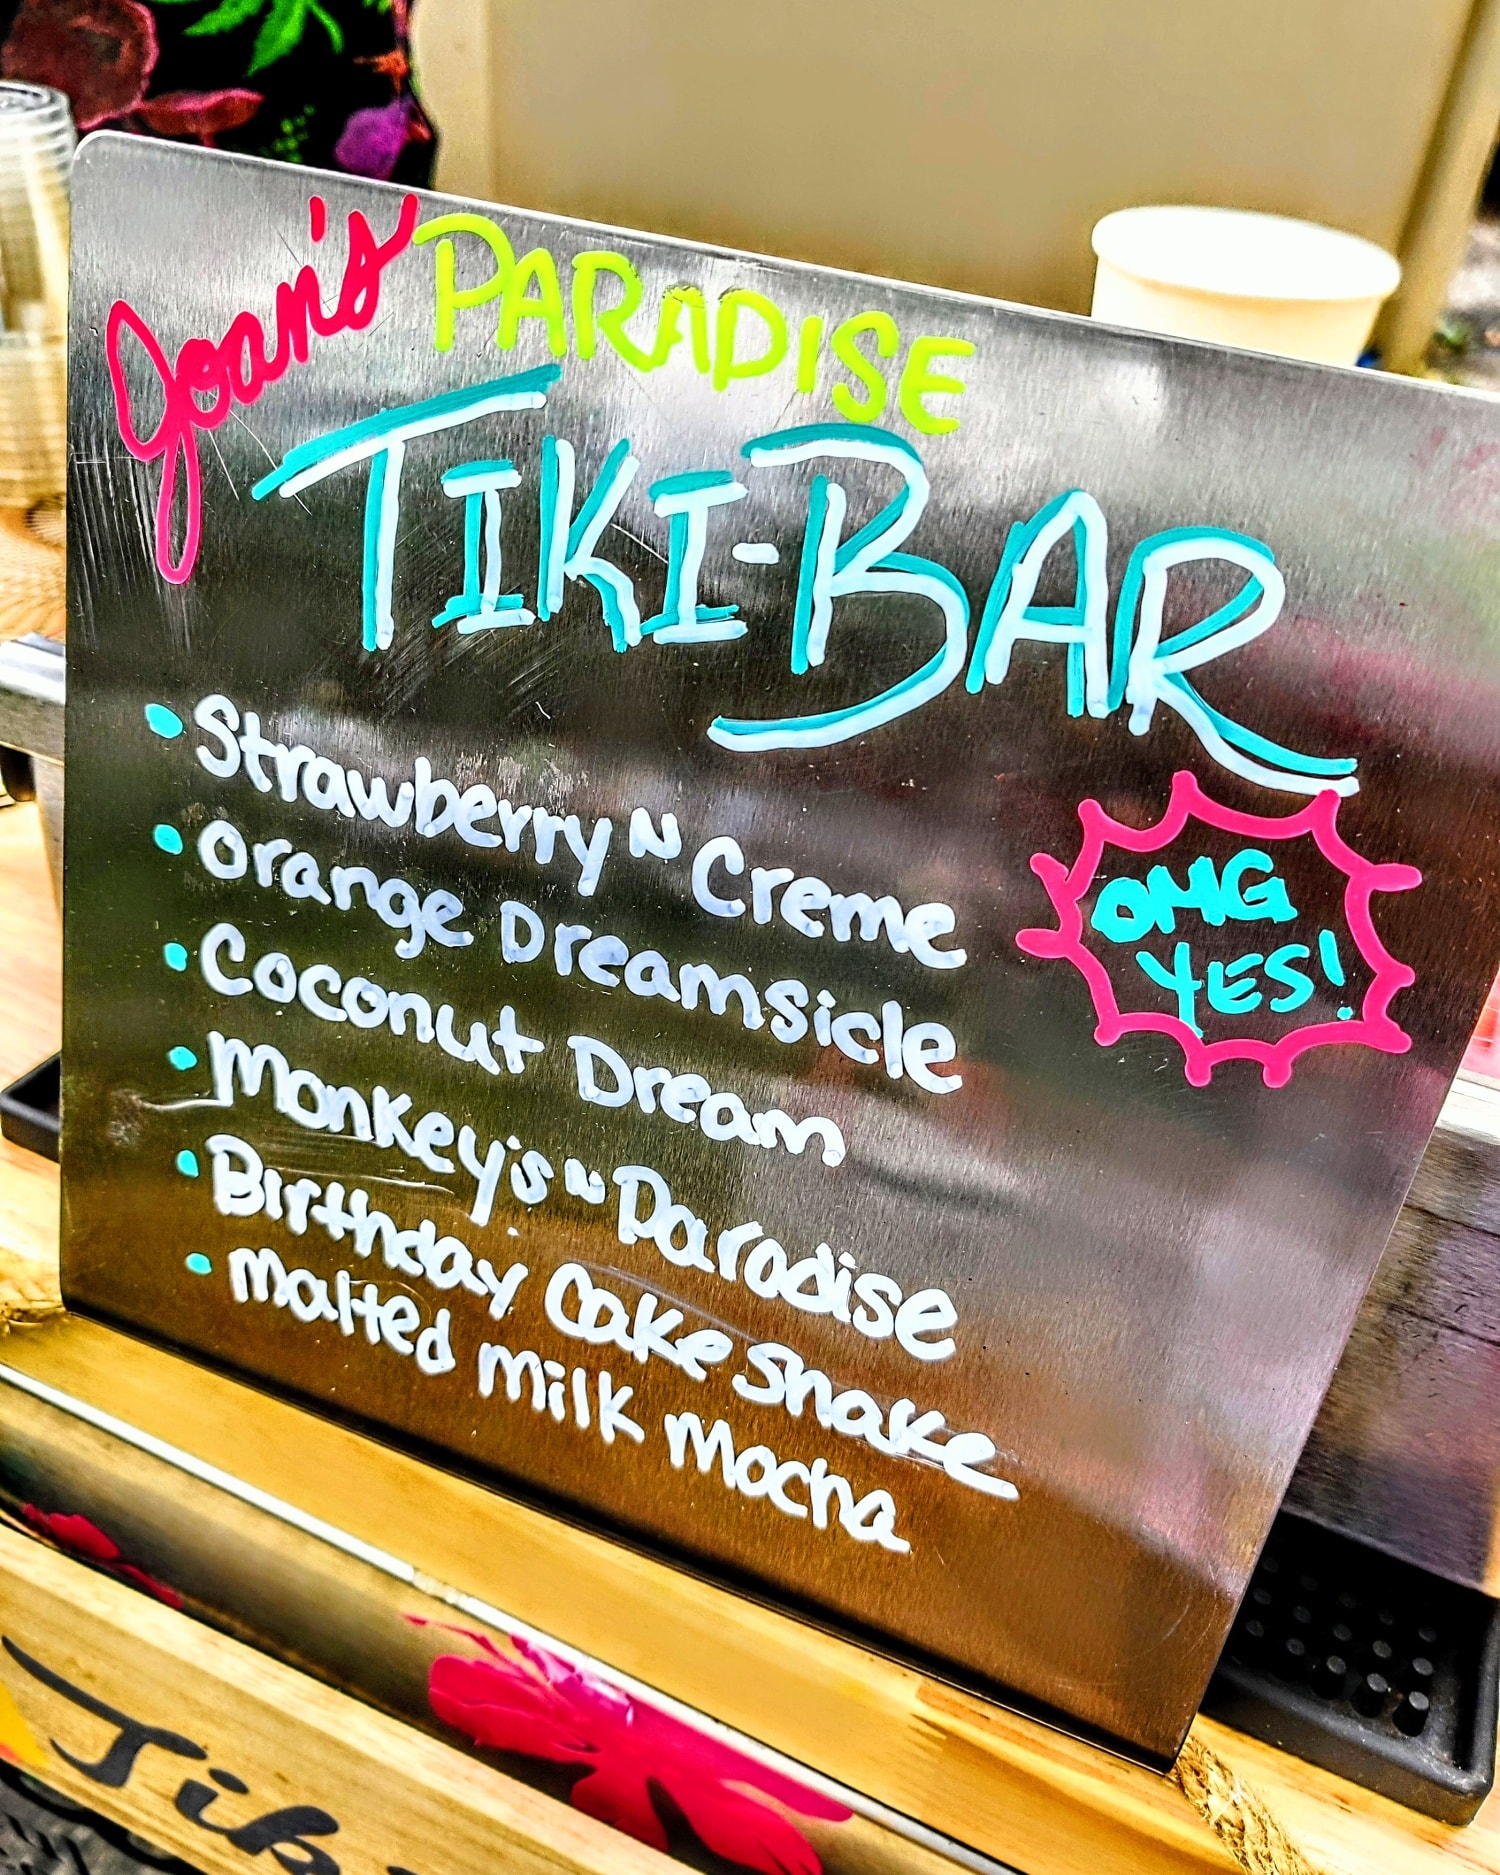 Joan's PARADISE
TIKI-BAR
• Strawberry N Creme
• Orange Dreamsicle
• Coconut Dream
• Monkey's N Paradise
• Birthday Cake Shake
• Malted Milk Mocha
OMG
YES!